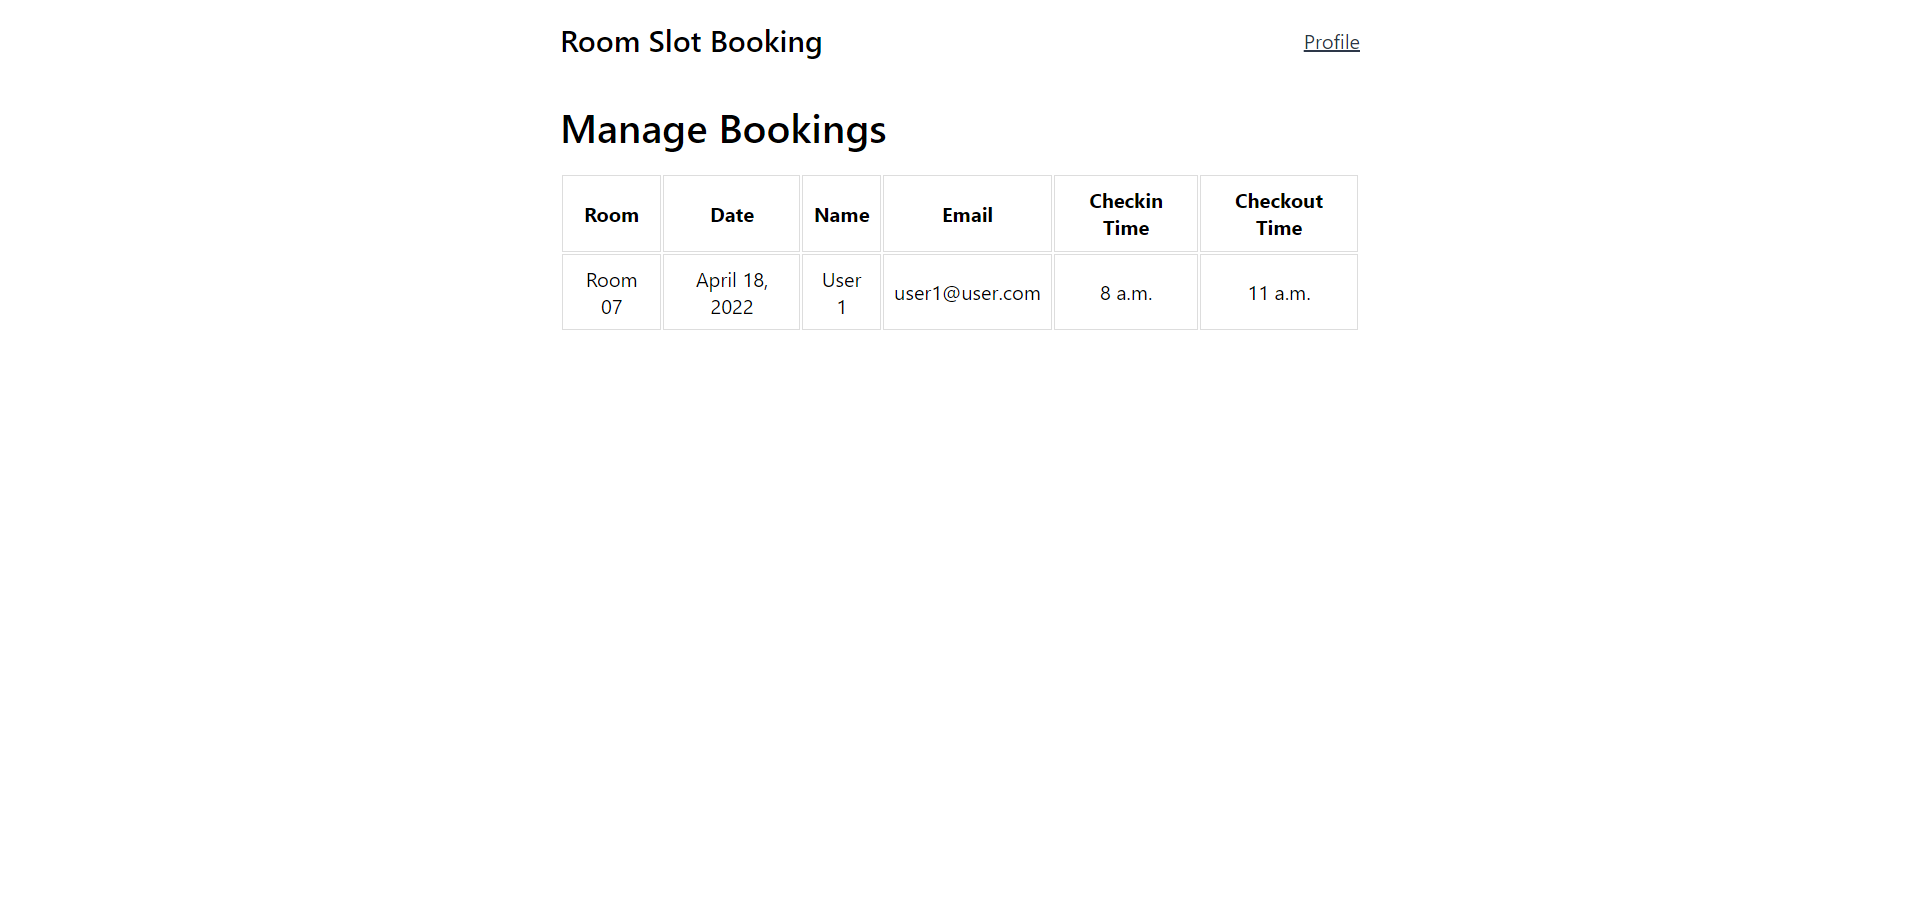 Room Slot Booking
Profile
Manage Bookings
Room
Date
Name
Email
Checkin
Time
Checkout
Time
Room
07
April 18,
2022
User
1
user1@user.com
8 a.m.
11 a.m.